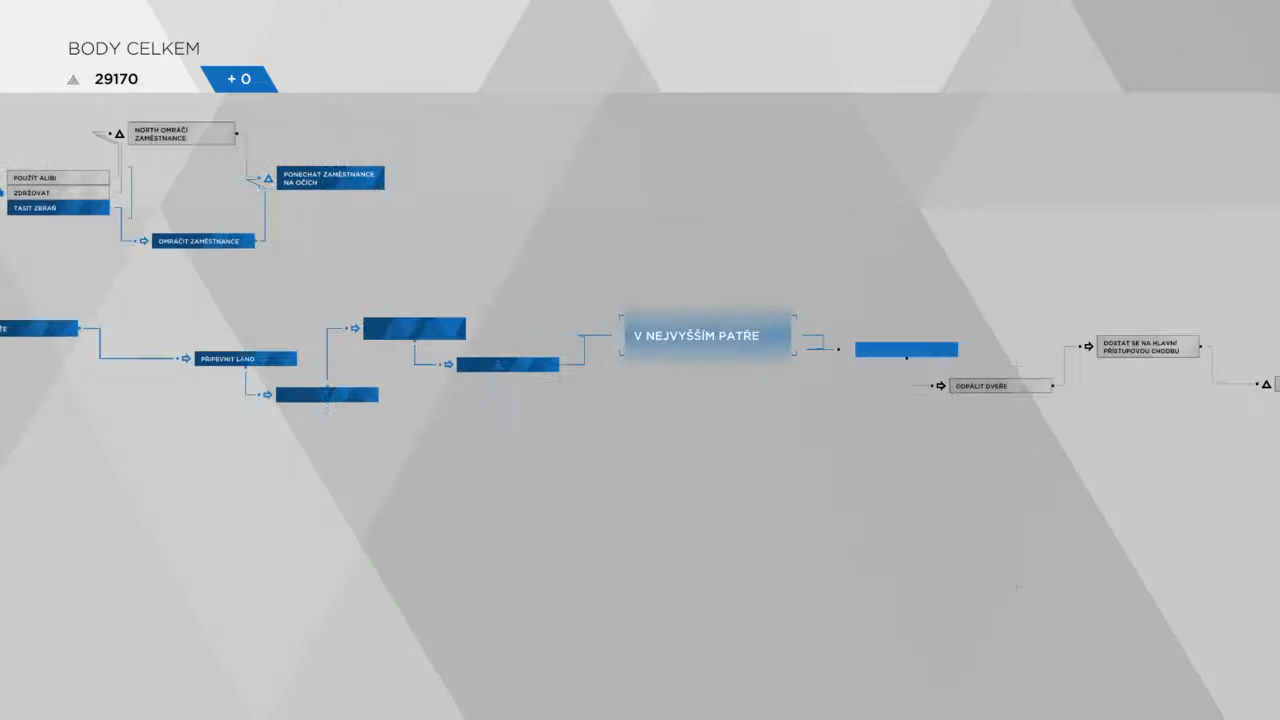 BODY CELKEM
29170
+ 0
NORTH OMRÁČÍ
ZAMĚSTNANCE
PONECHAT ZAMĚSTNANCE
NA OČÍCH
POUŽÍT ALIBI
ZDRŽOVAT
TASIT ZBRAŇ
OMRÁČIT ZAMĚSTNANCE
PŘIPEVNIT LANO
V NEJVYŠŠÍM PATŘE
DOSTAT SE NA HLAVNÍ
PŘÍSTUPOVOU CHODBU
ODPÁLIT DVEŘE